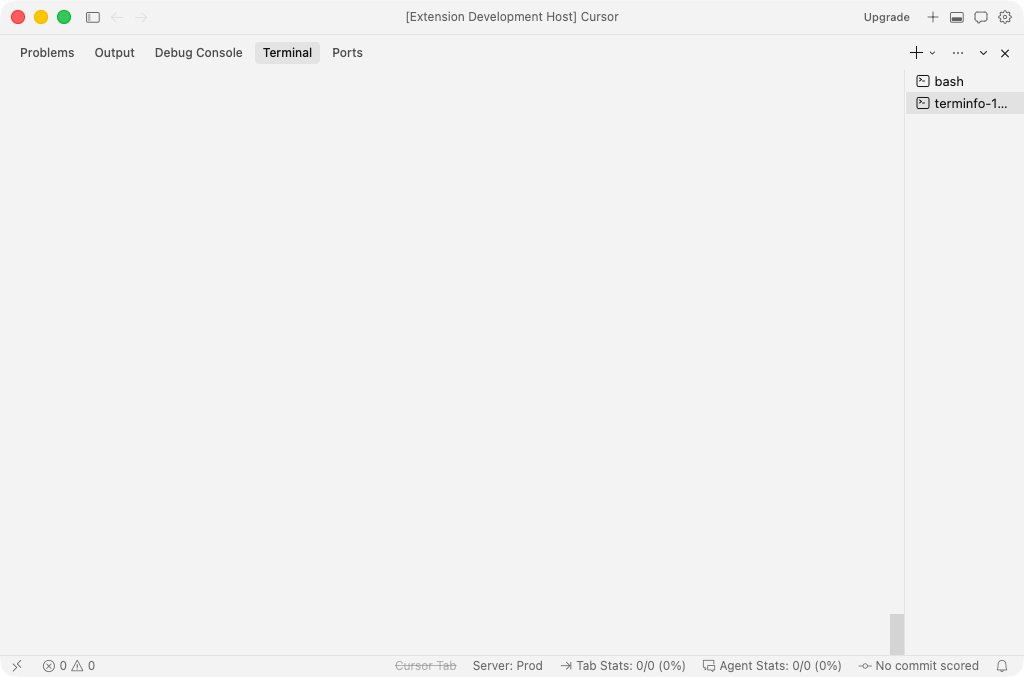 [Extension Development Host] Cursor
Upgrade
Problems Output Debug Console Terminal Ports
bash
terminfo-1...
0 0 Cursor Tab Server: Prod Tab Stats: 0/0 (0%) Agent Stats: 0/0 (0%) No commit scored